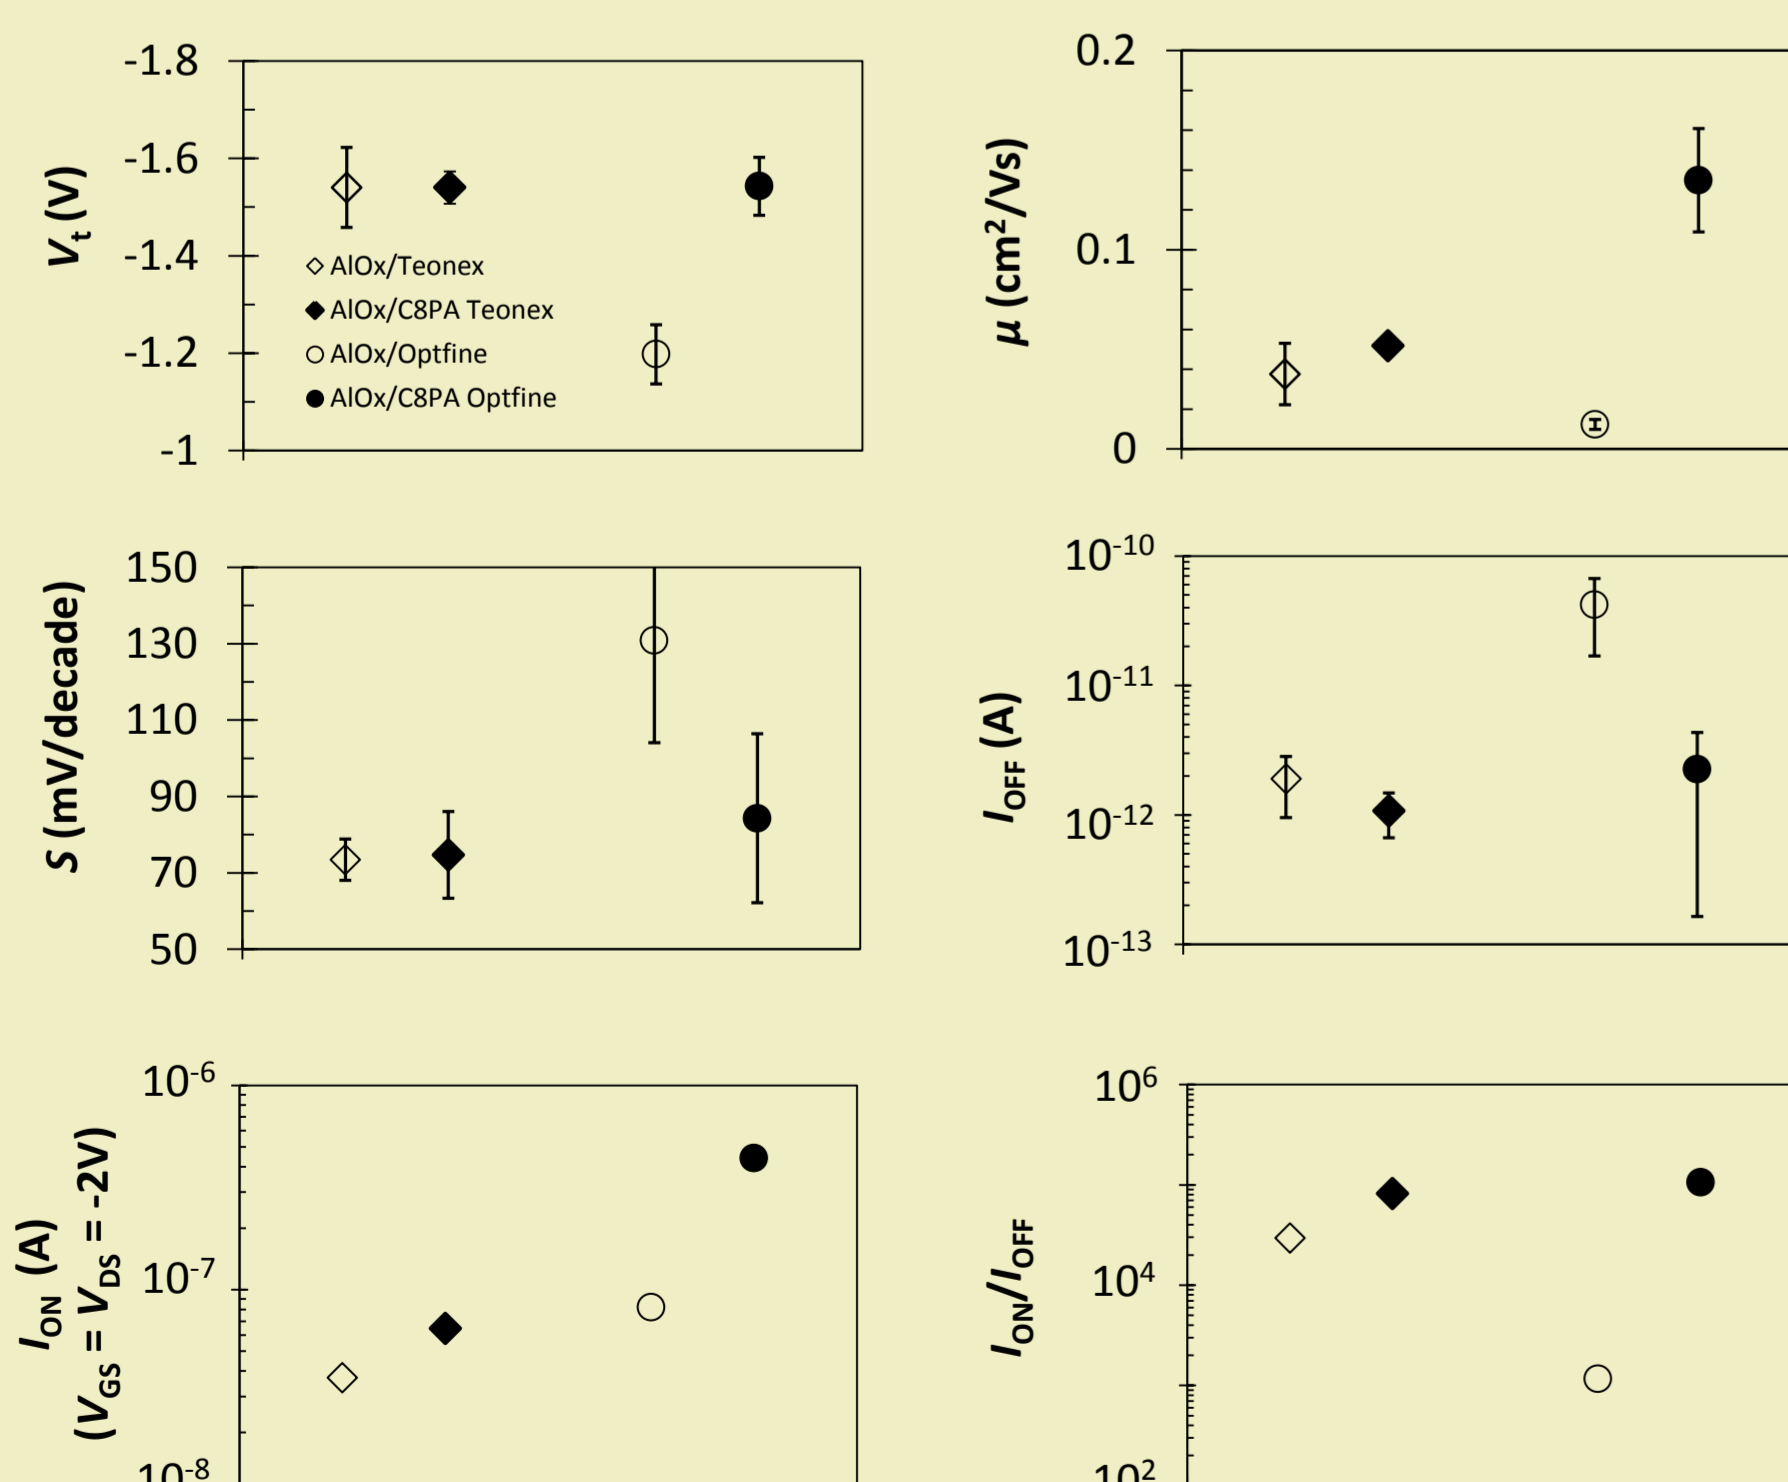 -1.8
-1.6
-1.4
-1.2
-1
Vt (V)
AlOx/Teonex
AlOx/C8PA Teonex
AlOx/Optfine
AlOx/C8PA Optfine
0.2
0.1
0
μ (cm²/Vs)
150
130
110
90
70
50
S (mV/decade)
10⁻¹⁰
10⁻¹¹
10⁻¹²
10⁻¹³
IOFF (A)
10⁻⁶
10⁻⁷
10⁻⁸
ION (A)
(VGS = VDS = -2V)
10⁶
10⁴
10²
ION/IOFF